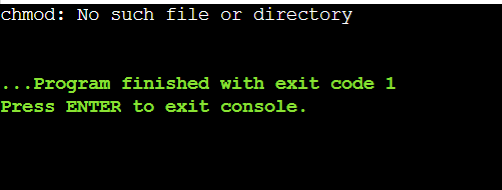 chmod: No such file or directory
...Program finished with exit code 1
Press ENTER to exit console.